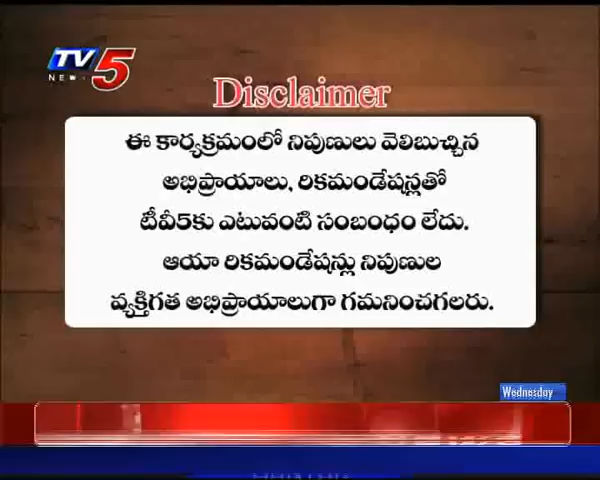 TV5
NEWS
Disclaimer
ఈ కార్యక్రమంలో నిపుణులు వెలిబుచ్చిన
అభిప్రాయాలు, రికమండేషన్లతో
టీవీ5కు ఎటువంటి సంబంధం లేదు.
ఆయా రికమండేషన్లు నిపుణుల
వ్యక్తిగత అభిప్రాయాలుగా గమనించగలరు.
Wednesday